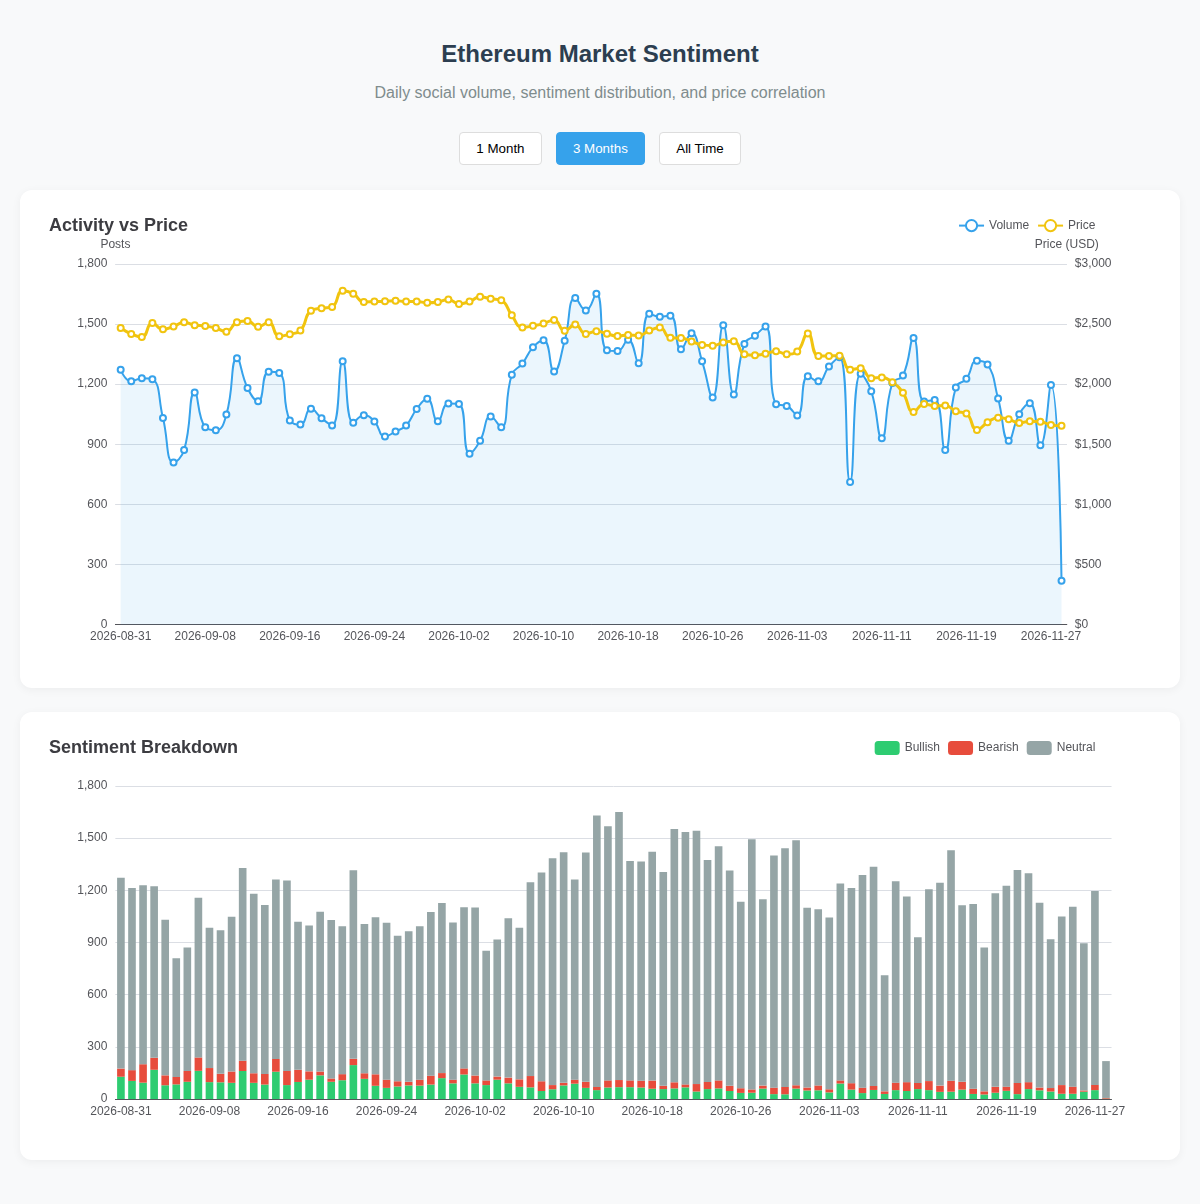 Ethereum Market Sentiment
Daily social volume, sentiment distribution, and price correlation
1 Month 3 Months All Time
Activity vs Price
Volume Price
Posts Price (USD)
1,800 $3,000
1,500 $2,500
1,200 $2,000
900 $1,500
600 $1,000
300 $500
0 $0
2026-08-31 2026-09-08 2026-09-16 2026-09-24 2026-10-02 2026-10-10 2026-10-18 2026-10-26 2026-11-03 2026-11-11 2026-11-19 2026-11-27
Sentiment Breakdown
Bullish Bearish Neutral
1,800
1,500
1,200
900
600
300
0
2026-08-31 2026-09-08 2026-09-16 2026-09-24 2026-10-02 2026-10-10 2026-10-18 2026-10-26 2026-11-03 2026-11-11 2026-11-19 2026-11-27